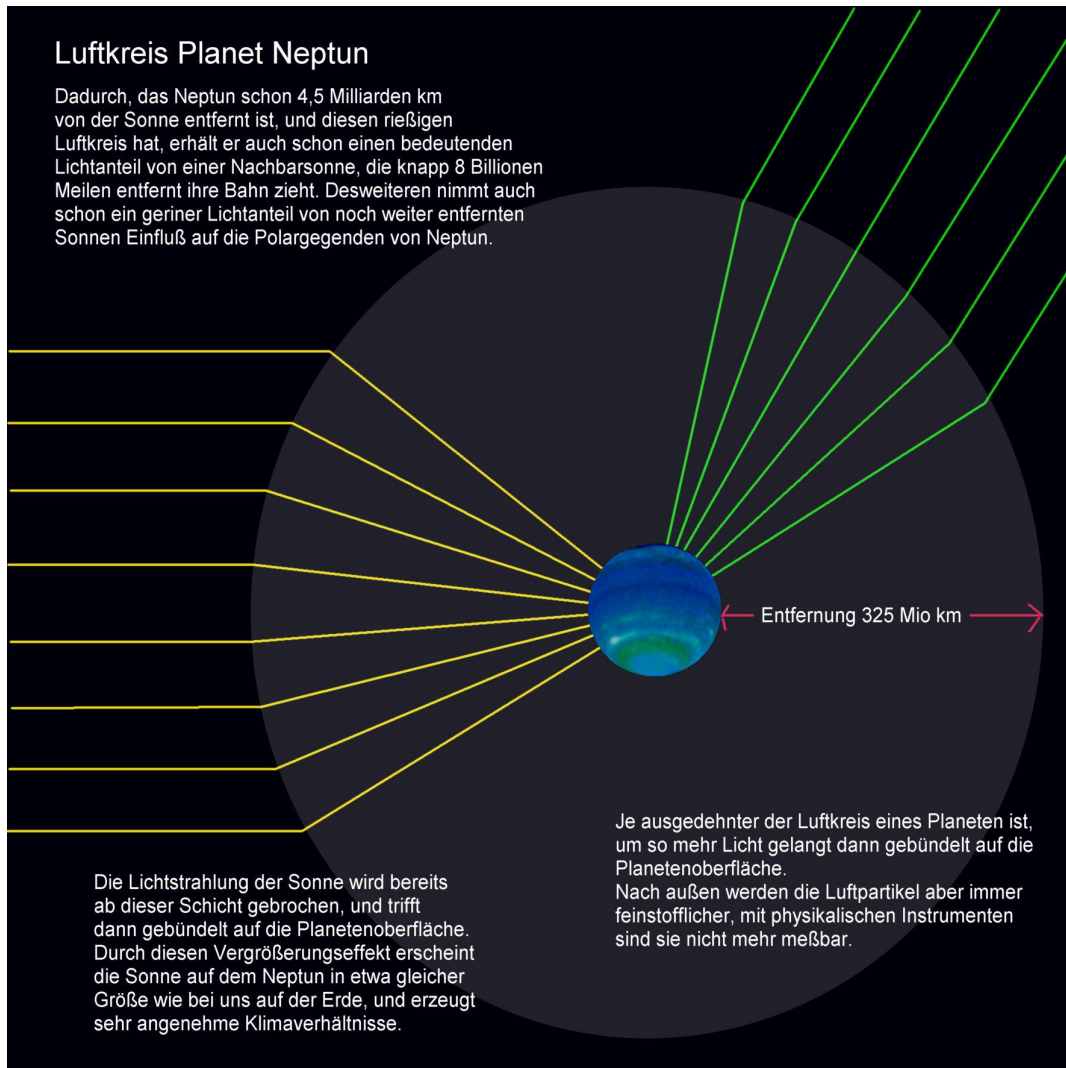 Luftkreis Planet Neptun
Dadurch, das Neptun schon 4,5 Milliarden km
von der Sonne entfernt ist, und diesen rießigen
Luftkreis hat, erhält er auch schon einen bedeutenden
Lichtanteil von einer Nachbarsonne, die knapp 8 Billionen
Meilen entfernt ihre Bahn zieht. Desweiteren nimmt auch
schon ein geriner Lichtanteil von noch weiter entfernten
Sonnen Einfluß auf die Polargegenden von Neptun.
Entfernung 325 Mio km
Je ausgedehnter der Luftkreis eines Planeten ist,
um so mehr Licht gelangt dann gebündelt auf die
Planetenoberfläche.
Nach außen werden die Luftpartikel aber immer
feinstofflicher, mit physikalischen Instrumenten
sind sie nicht mehr meßbar.
Die Lichtstrahlung der Sonne wird bereits
ab dieser Schicht gebrochen, und trifft
dann gebündelt auf die Planetenoberfläche.
Durch diesen Vergrößerungseffekt erscheint
die Sonne auf dem Neptun in etwa gleicher
Größe wie bei uns auf der Erde, und erzeugt
sehr angenehme Klimaverhältnisse.